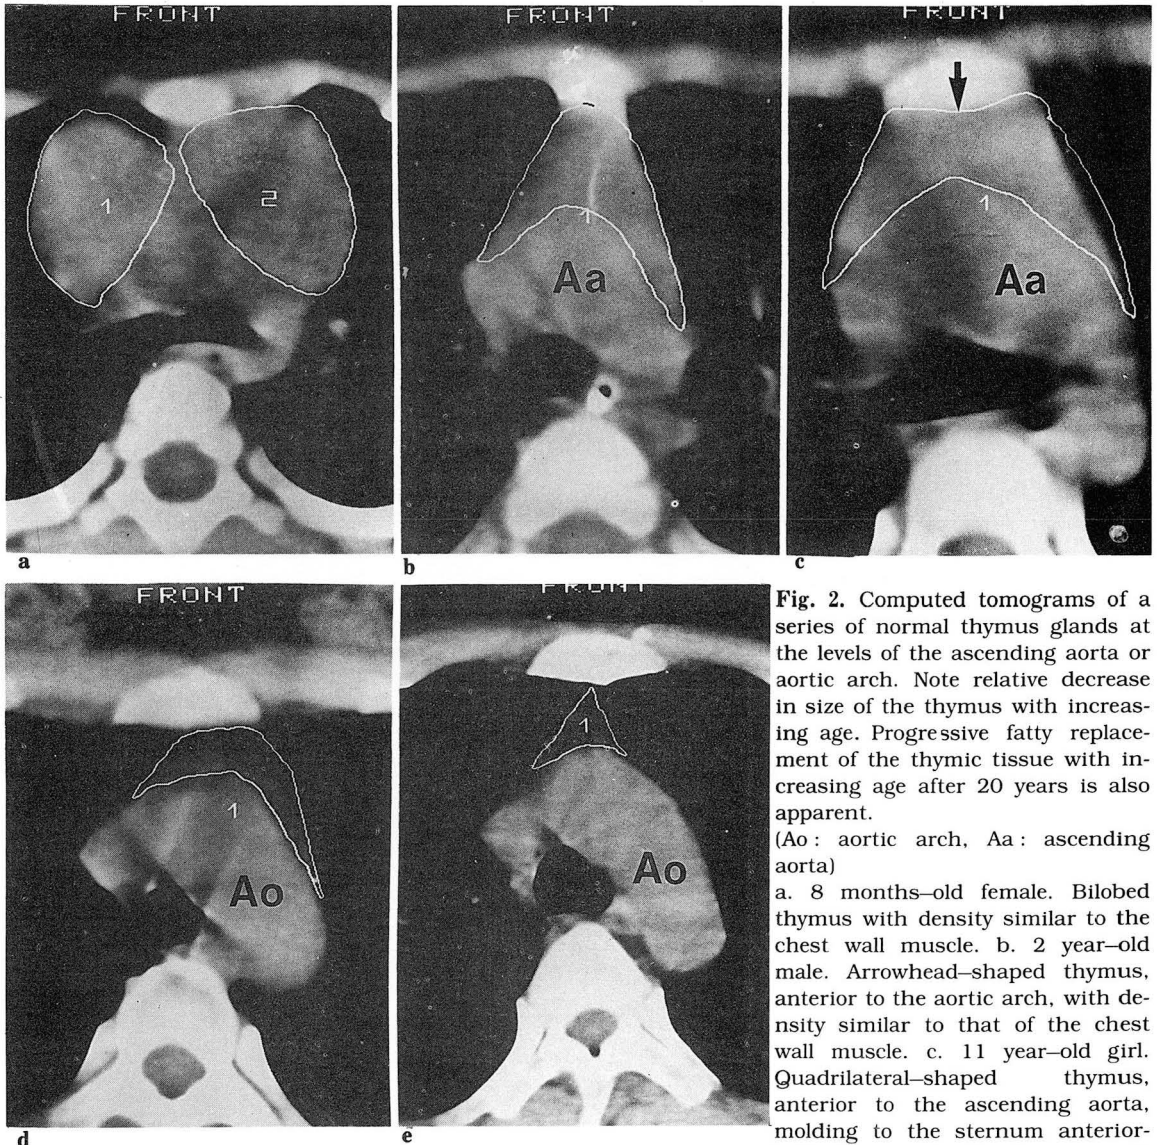 FRONT
FRONT
FRONT
1
2
1
Aa
1
Aa
a
b
c
FRONT
FRONT
1
Ao
1
Ao
d
e
Fig. 2. Computed tomograms of a
series of normal thymus glands at
the levels of the ascending aorta or
aortic arch. Note relative decrease
in size of the thymus with increas-
ing age. Progressive fatty replace-
ment of the thymic tissue with in-
creasing age after 20 years is also
apparent.
(Ao : aortic arch, Aa : ascending
aorta)
a. 8 months–old female. Bilobed
thymus with density similar to the
chest wall muscle. b. 2 year–old
male. Arrowhead–shaped thymus,
anterior to the aortic arch, with de-
nsity similar to that of the chest
wall muscle. c. 11 year–old girl.
Quadrilateral–shaped thymus,
anterior to the ascending aorta,
molding to the sternum anterior-